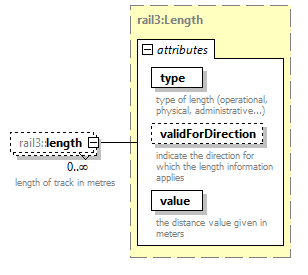 rail3:Length
attributes
type
type of length (operational,
physical, administrative...)
validForDirection
indicate the direction for
which the length information
applies
value
the distance value given in
meters
rail3:length
0..∞
length of track in metres